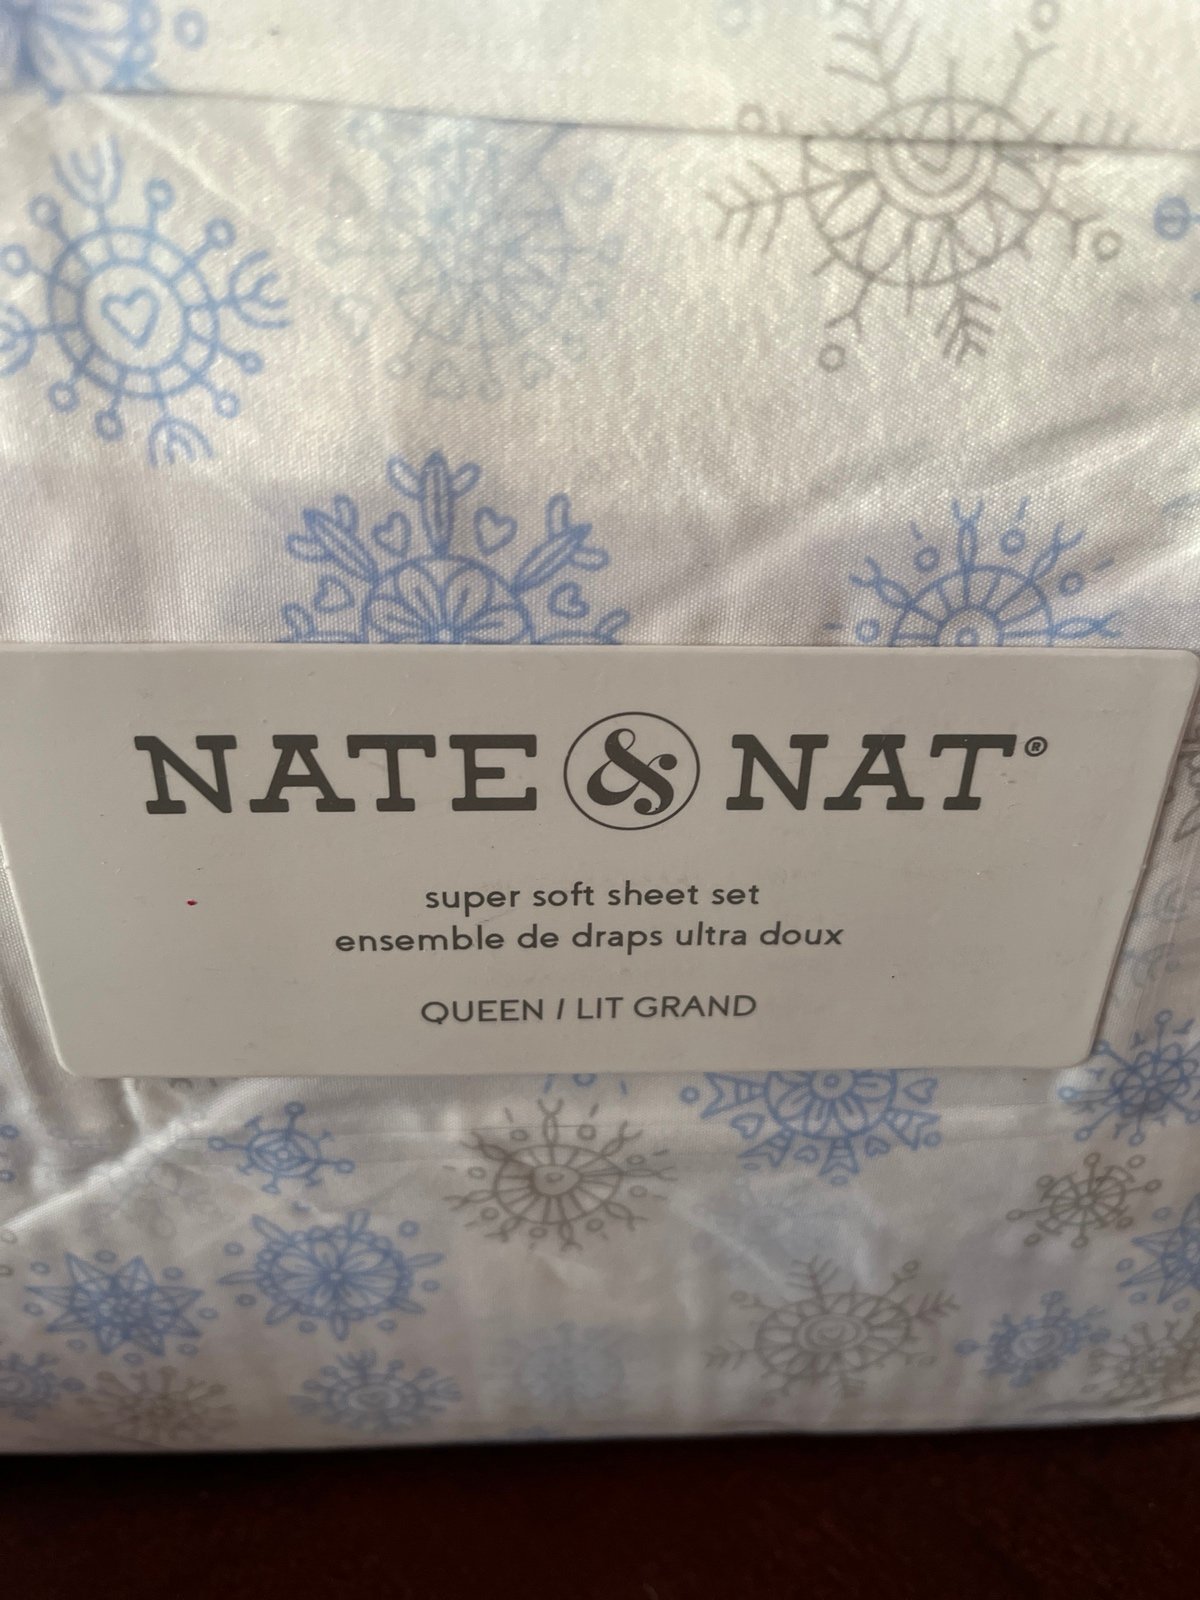 NATE & NAT®
super soft sheet set
ensemble de draps ultra doux
QUEEN / LIT GRAND